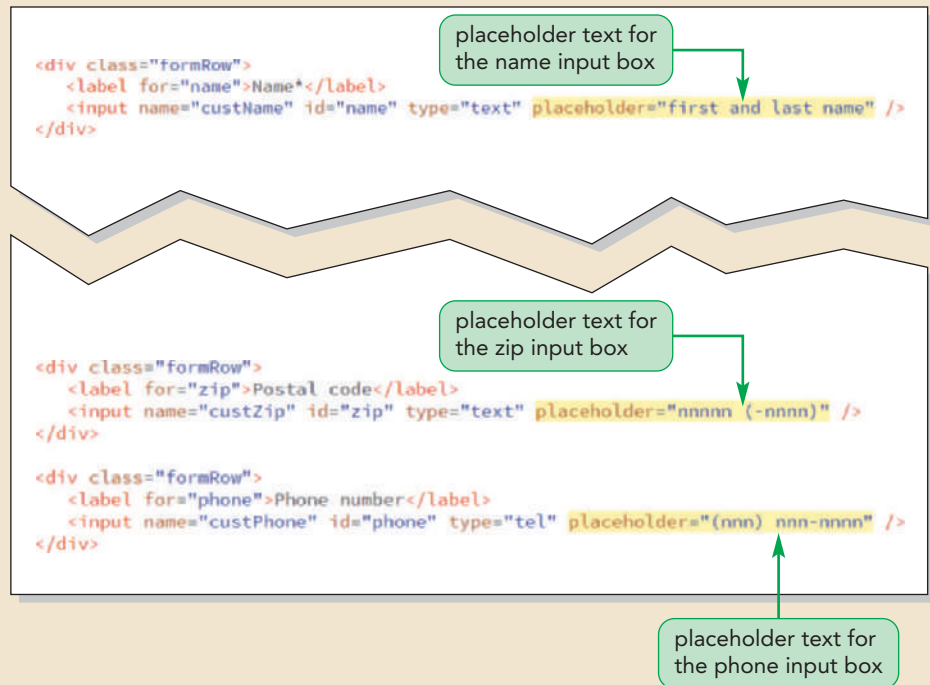 placeholder text for
the name input box
<div class="formRow">
<label for="name">Name*</label>
<input name="custName" id="name" type="text" placeholder="first and last name" />
</div>
placeholder text for
the zip input box
<div class="formRow">
<label for="zip">Postal code</label>
<input name="custZip" id="zip" type="text" placeholder="nnnnn (-nnnn)" />
</div>
<div class="formRow">
<label for="phone">Phone number</label>
<input name="custPhone" id="phone" type="tel" placeholder="(nnn) nnn-nnnn" />
</div>
placeholder text for
the phone input box